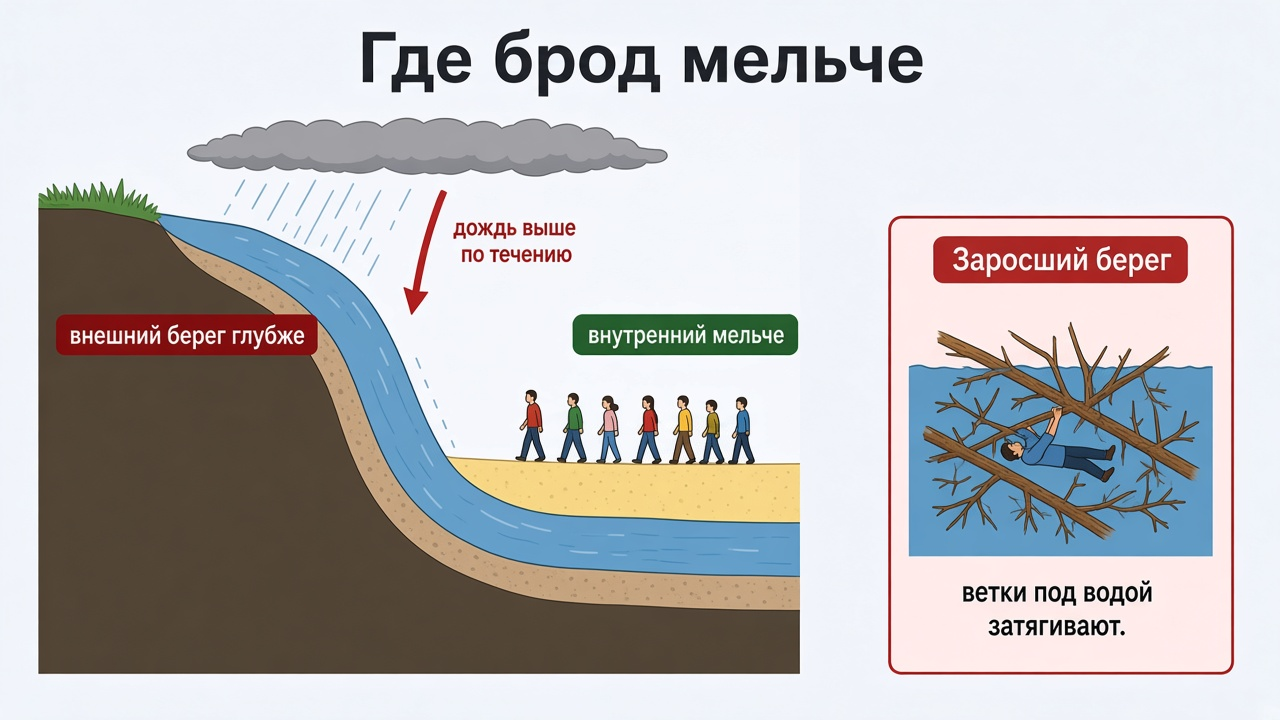 Где брод мельче
дождь выше
по течению
внешний берег глубже
внутренний мельче
Заросший берег
ветки под водой
затягивают.